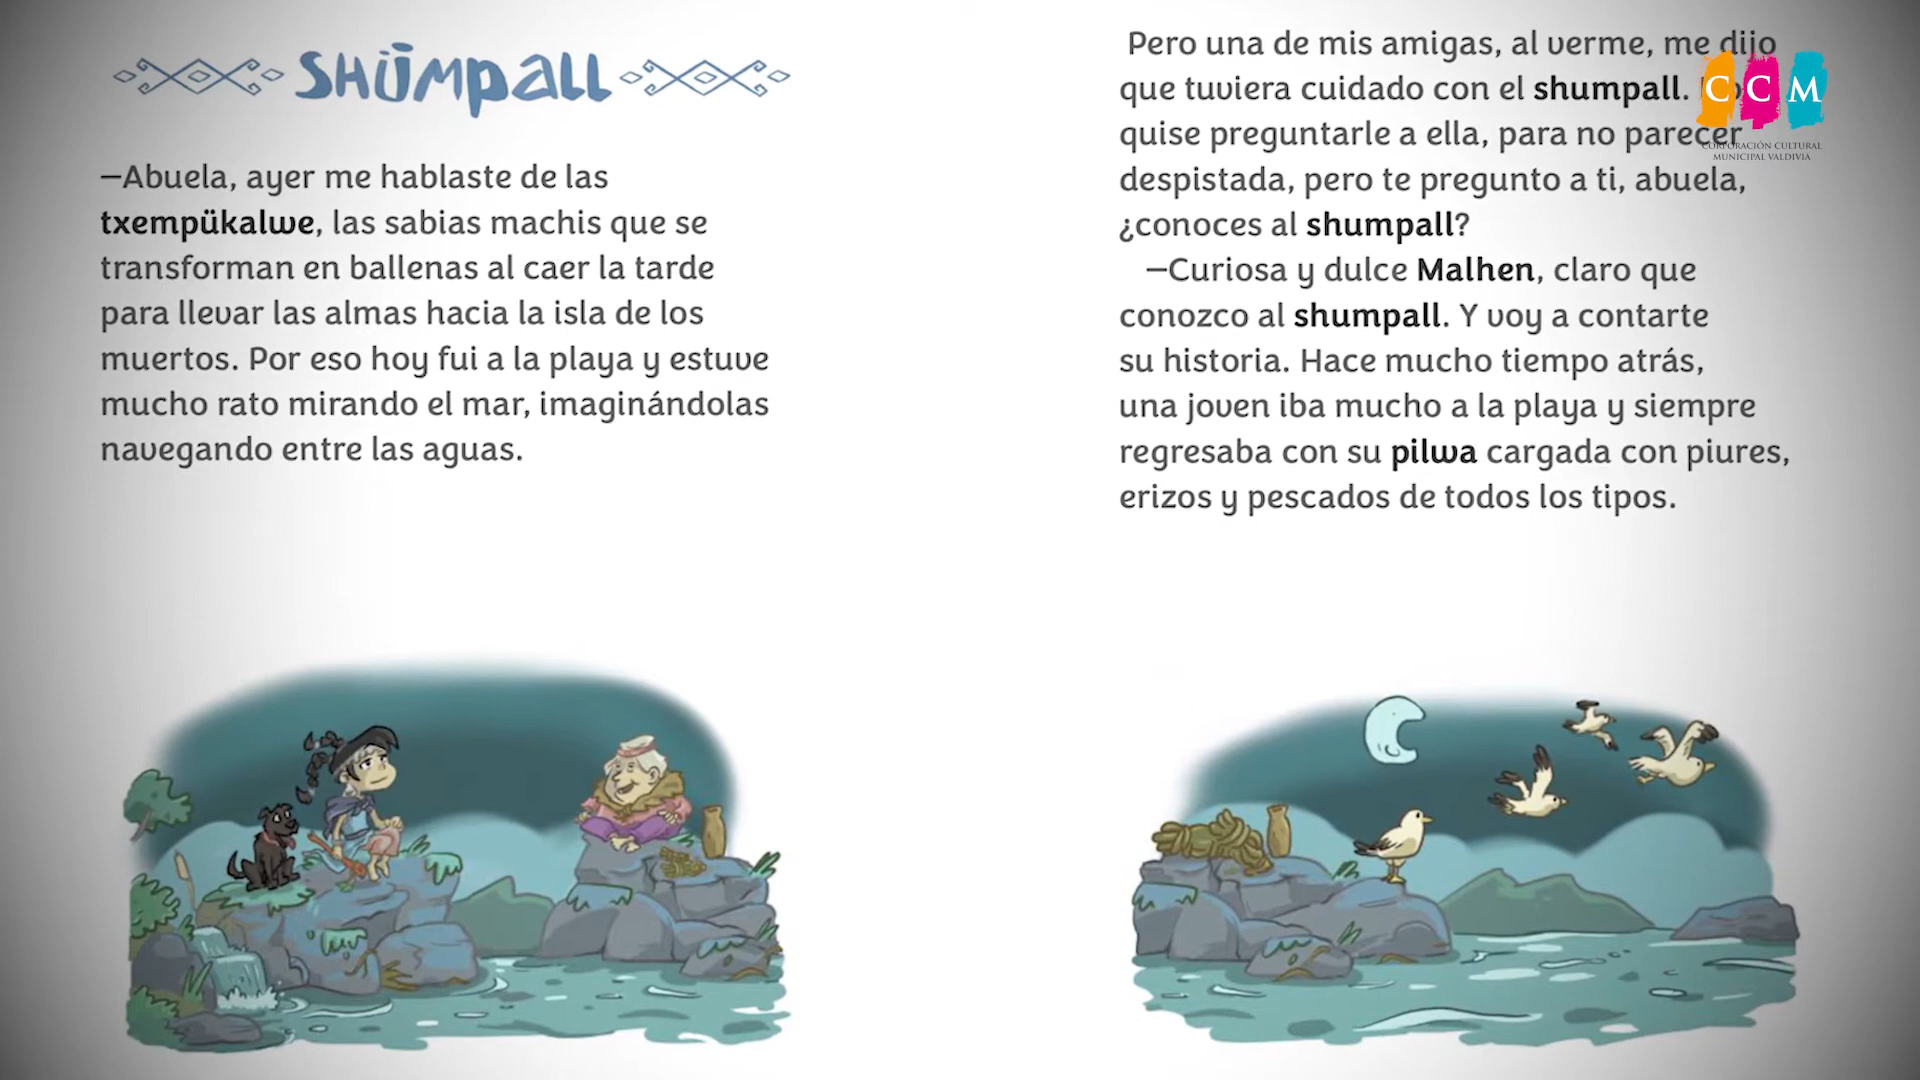 SHÜMPALL
—Abuela, ayer me hablaste de las
txempükalwe, las sabias machis que se
transforman en ballenas al caer la tarde
para llevar las almas hacia la isla de los
muertos. Por eso hoy fui a la playa y estuve
mucho rato mirando el mar, imaginándolas
navegando entre las aguas.
Pero una de mis amigas, al verme, me dijo
que tuviera cuidado con el shumpall.
quise preguntarle a ella, para no parecer
despistada, pero te pregunto a ti, abuela,
¿conoces al shumpall?
—Curiosa y dulce Malhen, claro que
conozco al shumpall. Y voy a contarte
su historia. Hace mucho tiempo atrás,
una joven iba mucho a la playa y siempre
regresaba con su pilwa cargada con piures,
erizos y pescados de todos los tipos.
CCM
CORPORACIÓN CULTURAL
MUNICIPAL VALDIVIA